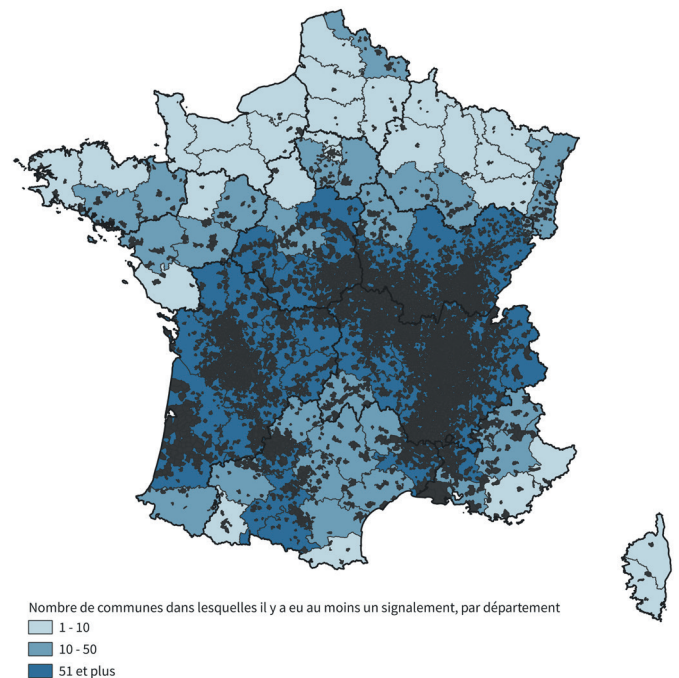 Nombre de communes dans lesquelles il y a eu au moins un signalement, par département
1 - 10
10 - 50
51 et plus